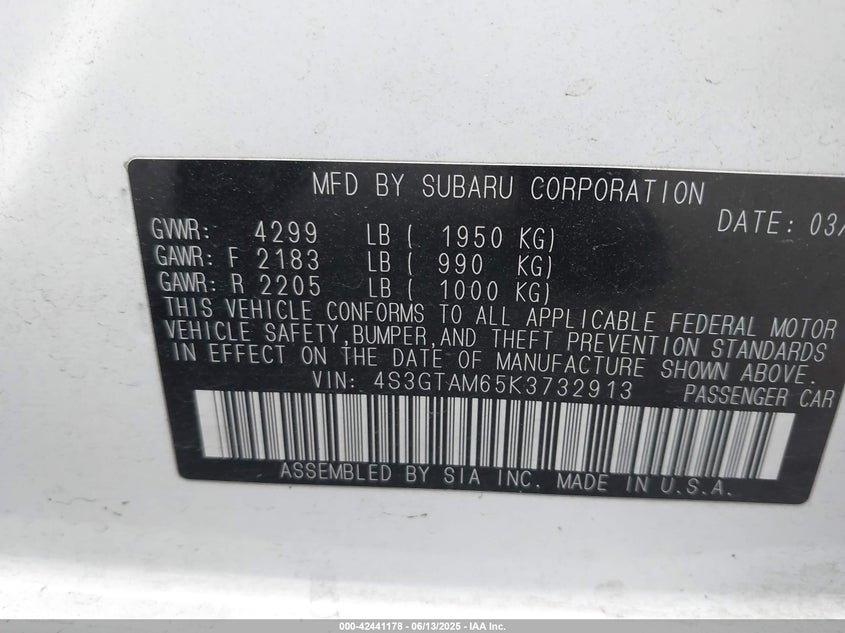 MFD BY SUBARU CORPORATION
DATE: 03/
GVWR: 4299 LB ( 1950 KG)
GAWR: F 2183 LB ( 990 KG)
GAWR: R 2205 LB ( 1000 KG)
THIS VEHICLE CONFORMS TO ALL APPLICABLE FEDERAL MOTOR
VEHICLE SAFETY,BUMPER,AND THEFT PREVENTION STANDARDS
IN EFFECT ON THE DATE OF MANUFACTURE SHOWN ABOVE.
VIN: 4S3GTAM65K3732913 PASSENGER CAR
ASSEMBLED BY SIA INC. MADE IN U.S.A.
000-42441178 - 06/13/2025 - IAA Inc.